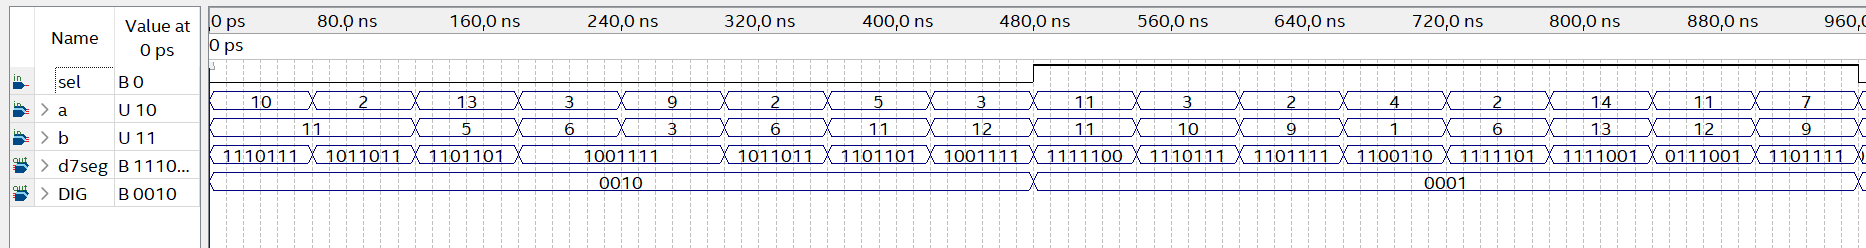 Name Value at 0 ps
0 ps 80.0 ns 160.0 ns 240.0 ns 320.0 ns 400.0 ns 480.0 ns 560.0 ns 640.0 ns 720.0 ns 800.0 ns 880.0 ns 960.0
0 ps
in sel B 0
in a U 10 10 2 13 3 9 2 5 3 11 3 2 4 2 14 11 7
in b U 11 11 5 6 3 6 11 12 11 10 9 1 6 13 12 9
out d7seg B 1110... 1110111 1011011 1101101 1001111 1011011 1101101 1001111 1111100 1110111 1101111 1100110 1111101 1111001 0111001 1101111
out DIG B 0010 0010 0001